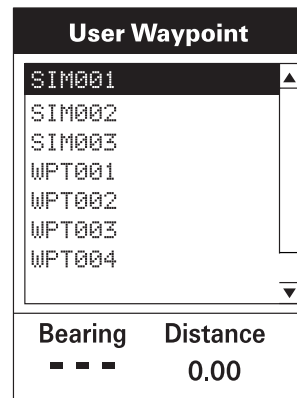 User Waypoint
SIM001
SIM002
SIM003
WPT001
WPT002
WPT003
WPT004
Bearing Distance
--- 0.00